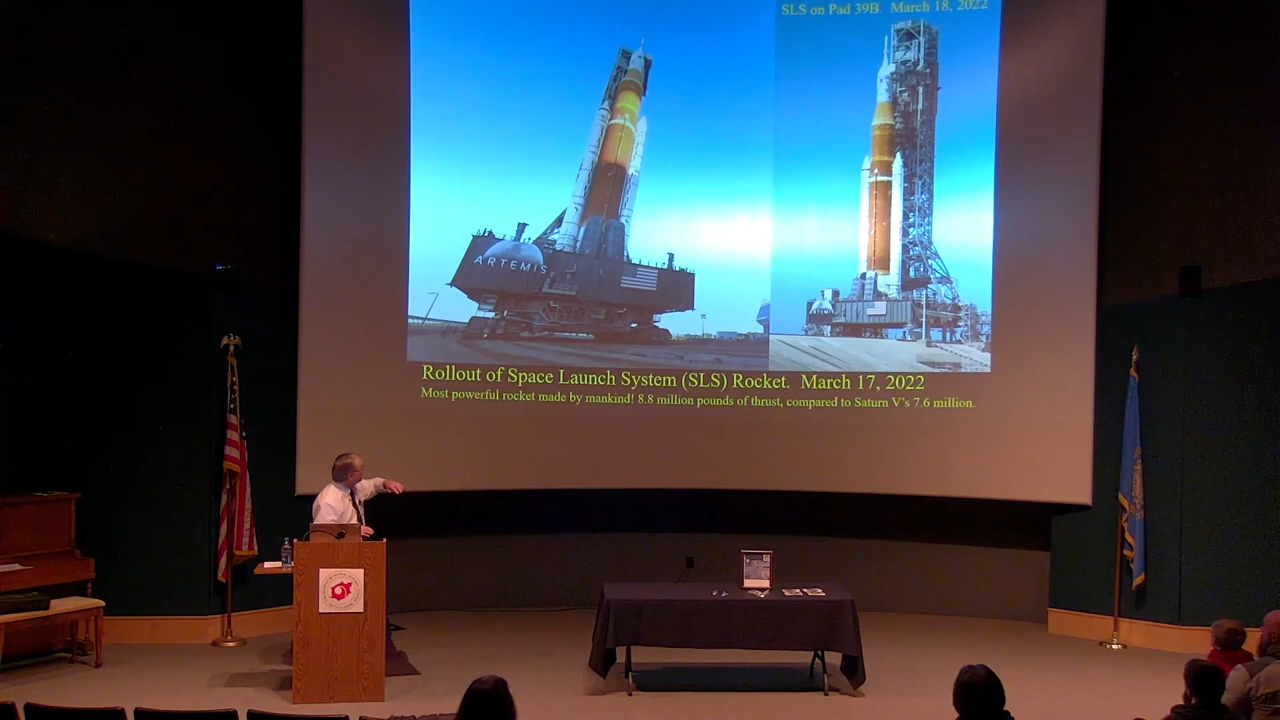 SLS on Pad 39B. March 18, 2022
ARTEMIS
Rollout of Space Launch System (SLS) Rocket. March 17, 2022
Most powerful rocket made by mankind! 8.8 million pounds of thrust, compared to Saturn V's 7.6 million.